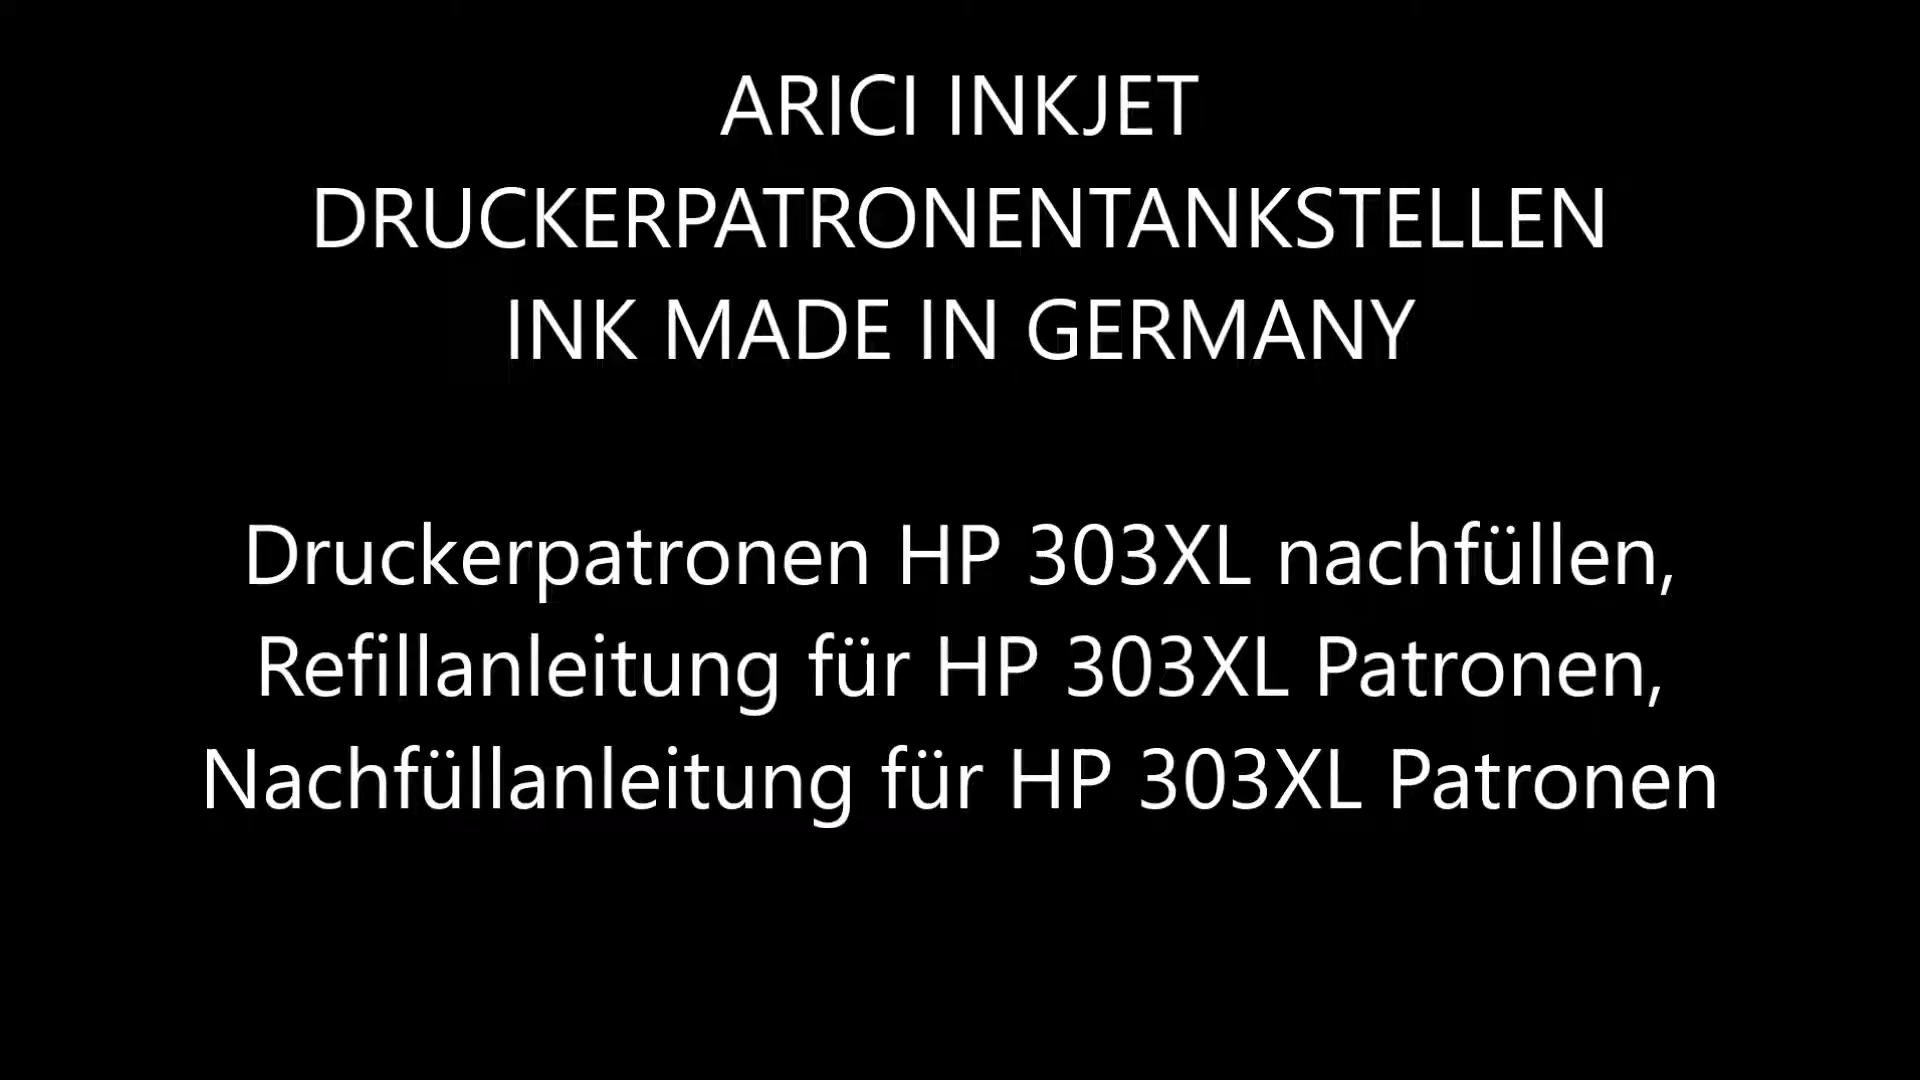 ARICI INKJET
DRUCKERPATRONENTANKSTELLEN
INK MADE IN GERMANY
Druckerpatronen HP 303XL nachfüllen,
Refillanleitung für HP 303XL Patronen,
Nachfüllanleitung für HP 303XL Patronen